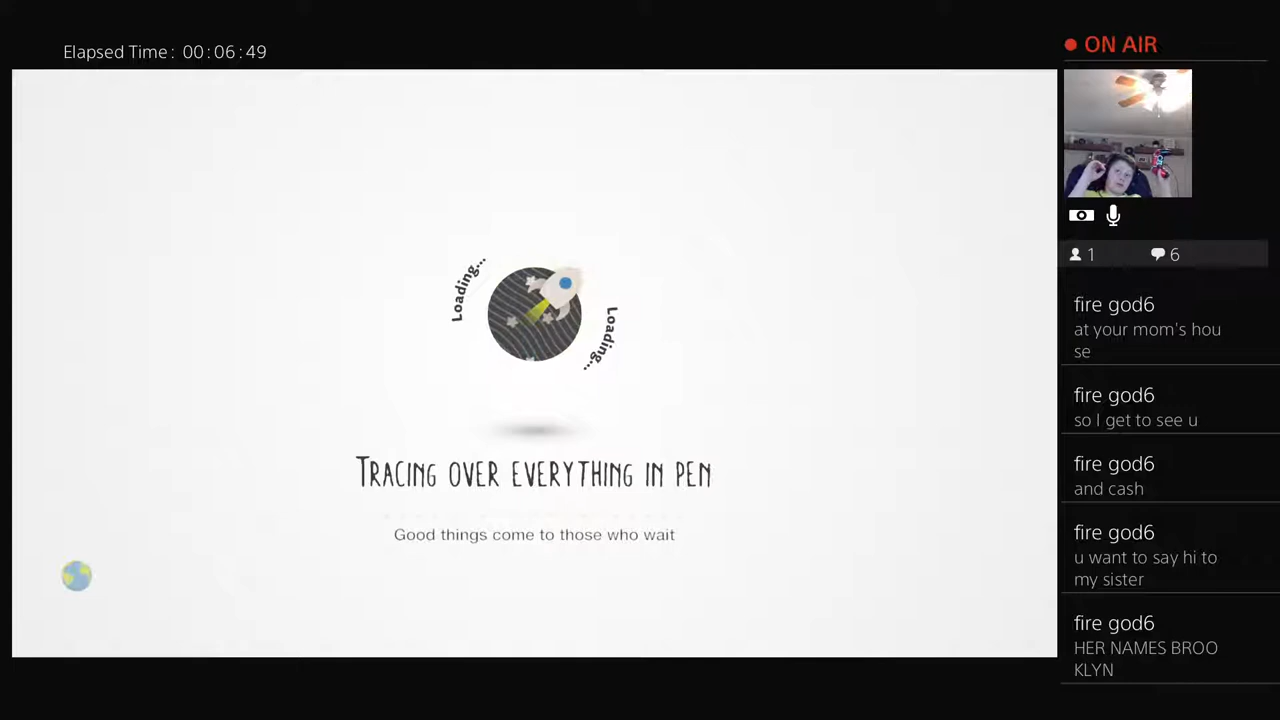 Elapsed Time: 00:06:49
ON AIR
1
6
Loading...
Loading...
TRACING OVER EVERYTHING IN PEN
Good things come to those who wait
fire god6
at your mom's hou
se
fire god6
so I get to see u
fire god6
and cash
fire god6
u want to say hi to
my sister
fire god6
HER NAMES BROO
KLYN